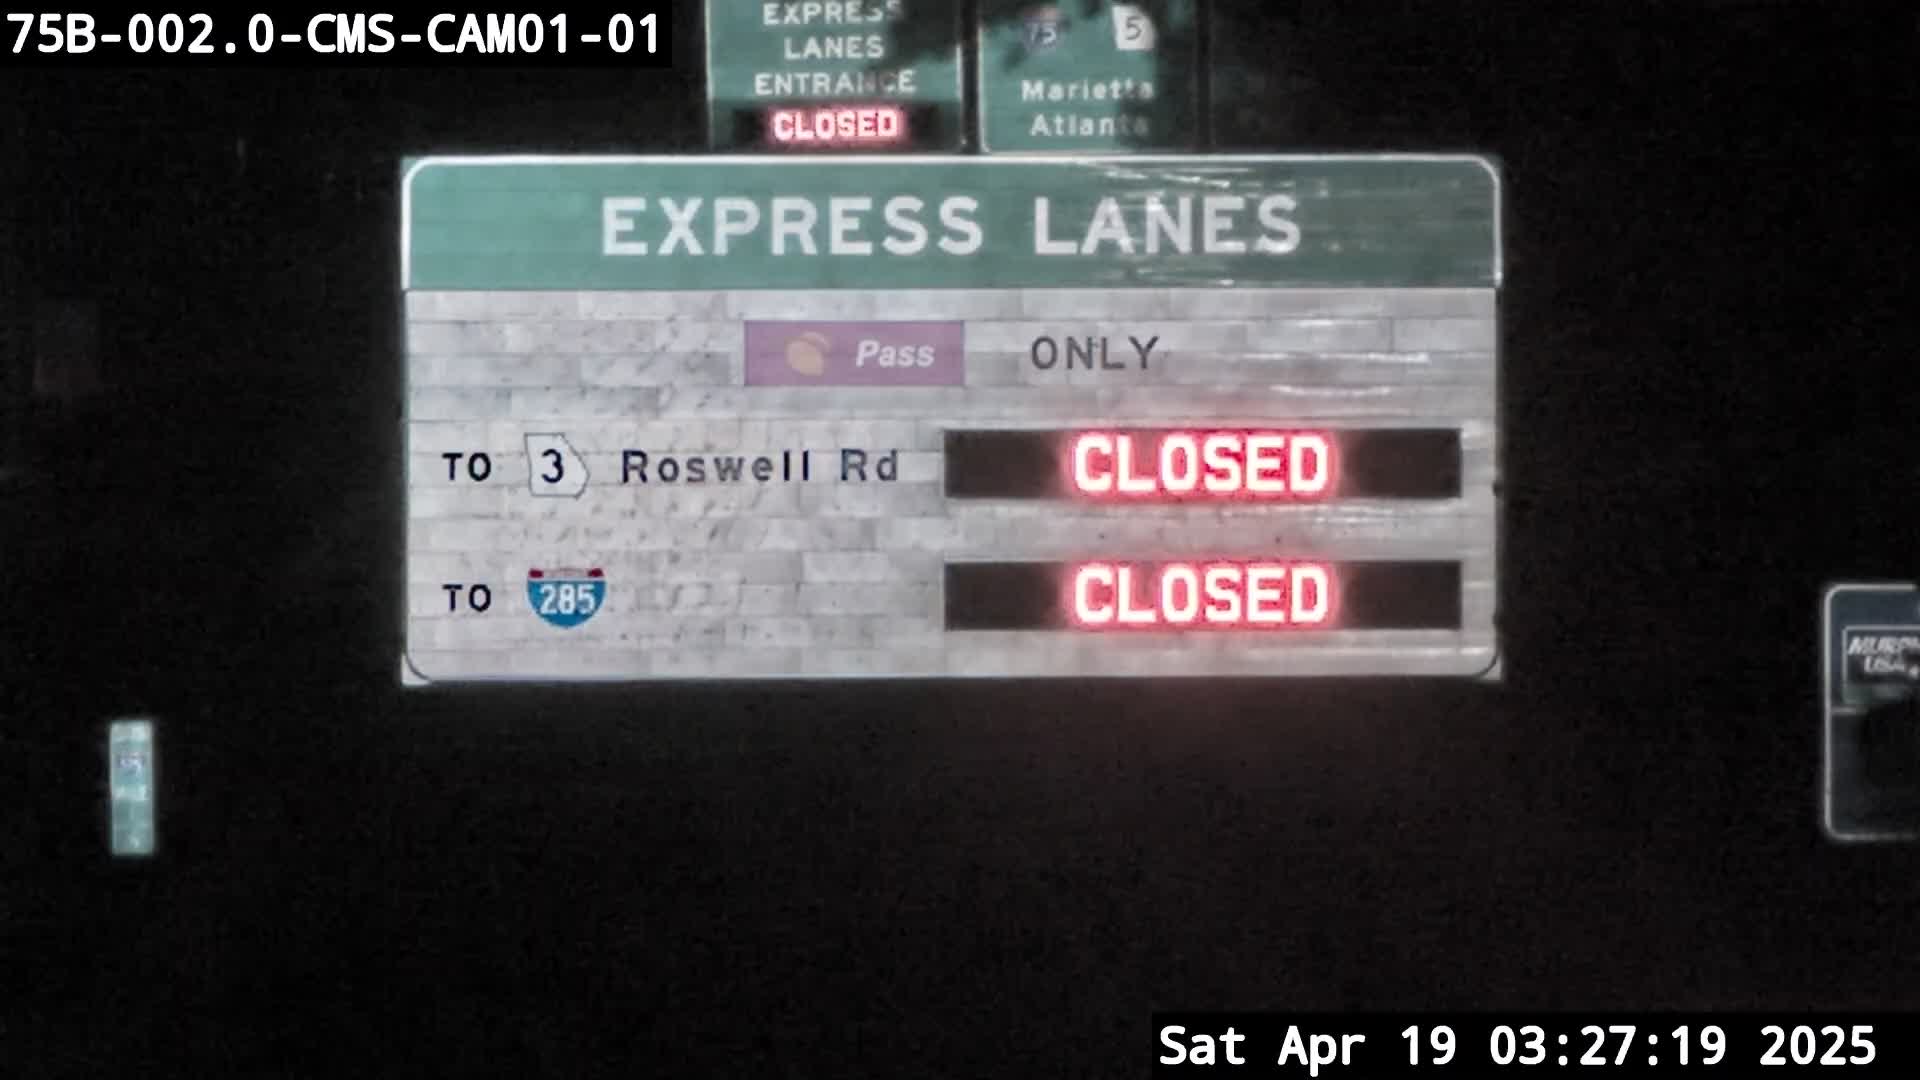 75B-002.0-CMS-CAM01-01
EXPRESS
LANES
ENTRANCE
CLOSED
75 5
Marietta
Atlanta
EXPRESS LANES
Pass ONLY
TO 3 Roswell Rd CLOSED
TO 285 CLOSED
Sat Apr 19 03:27:19 2025